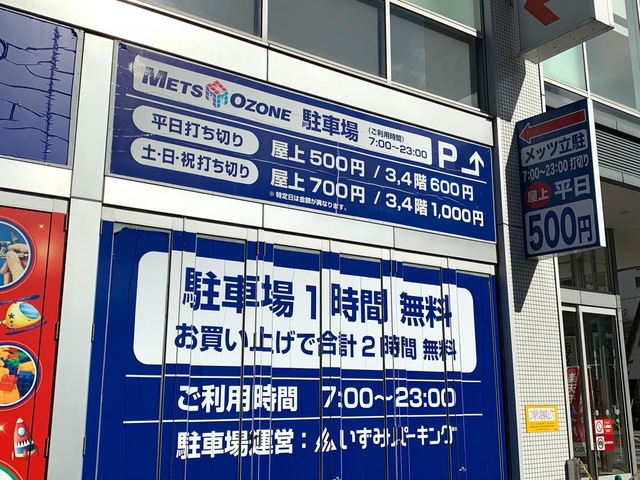 METS OZONE 駐車場 (ご利用時間) 7:00～23:00 P
平日打ち切り 屋上 500円 / 3,4階 600円
土・日・祝 打ち切り 屋上 700円 / 3,4階 1,000円
※ 特定日は金額が異なります。
メッツ立駐
7:00～23:00 打切り
屋上 平日
500円
駐車場 1時間 無料
お買い上げで合計2時間 無料
ご利用時間 7:00～23:00
駐車場運営：いずみパーキング